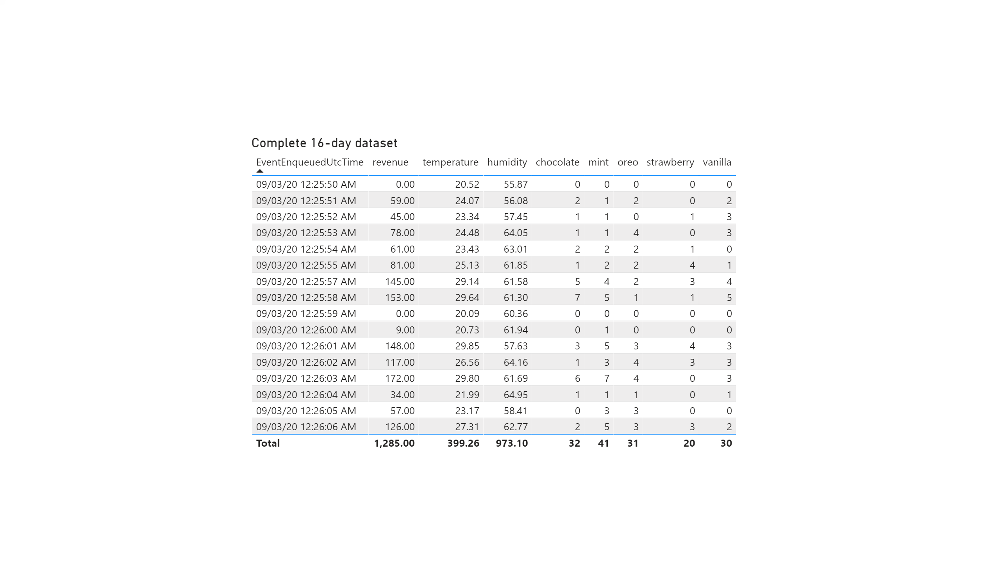 Complete 16-day dataset
EventEnqueuedUtcTime revenue temperature humidity chocolate mint oreo strawberry vanilla
09/03/20 12:25:50 AM 0.00 20.52 55.87 0 0 0 0 0
09/03/20 12:25:51 AM 59.00 24.07 56.08 2 1 2 0 2
09/03/20 12:25:52 AM 45.00 23.34 57.45 1 1 0 1 3
09/03/20 12:25:53 AM 78.00 24.48 64.05 1 1 4 0 3
09/03/20 12:25:54 AM 61.00 23.43 63.01 2 2 2 1 0
09/03/20 12:25:55 AM 81.00 25.13 61.85 1 2 2 4 1
09/03/20 12:25:57 AM 145.00 29.14 61.58 5 4 2 3 4
09/03/20 12:25:58 AM 153.00 29.64 61.30 7 5 1 1 5
09/03/20 12:25:59 AM 0.00 20.09 60.36 0 0 0 0 0
09/03/20 12:26:00 AM 9.00 20.73 61.94 0 1 0 0 0
09/03/20 12:26:01 AM 148.00 29.85 57.63 3 5 3 4 3
09/03/20 12:26:02 AM 117.00 26.56 64.16 1 3 4 3 3
09/03/20 12:26:03 AM 172.00 29.80 61.69 6 7 4 0 3
09/03/20 12:26:04 AM 34.00 21.99 64.95 1 1 1 0 1
09/03/20 12:26:05 AM 57.00 23.17 58.41 0 3 3 0 0
09/03/20 12:26:06 AM 126.00 27.31 62.77 2 5 3 3 2
Total 1,285.00 399.26 973.10 32 41 31 20 30